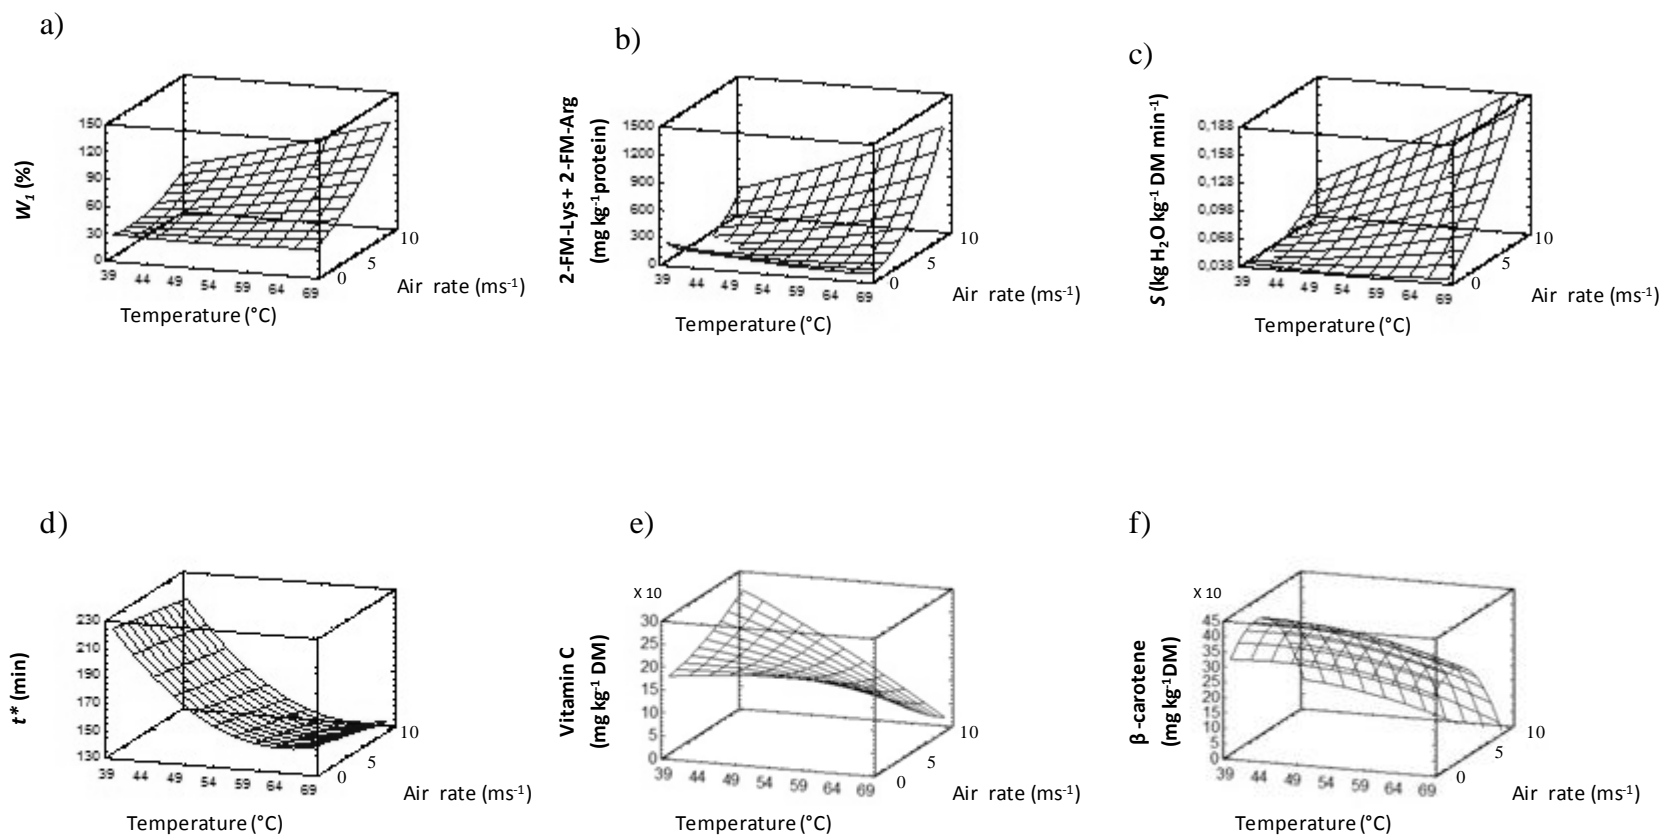 a)
W₁ (%)
150
120
90
60
30
0
39 44 49 54 59 64 69
0 5 10
Temperature (°C)
Air rate (ms⁻¹)
b)
2-FM-Lys + 2-FM-Arg
(mg kg⁻¹ protein)
1500
1200
900
600
300
0
39 44 49 54 59 64 69
0 5 10
Temperature (°C)
Air rate (ms⁻¹)
c)
S (kg H₂O kg⁻¹ DM min⁻¹)
0,188
0,158
0,128
0,098
0,068
0,038
39 44 49 54 59 64 69
0 5 10
Temperature (°C)
Air rate (ms⁻¹)
d)
t* (min)
230
210
190
170
150
130
39 44 49 54 59 64 69
0 5 10
Temperature (°C)
Air rate (ms⁻¹)
e)
Vitamin C
(mg kg⁻¹ DM)
X 10
30
25
20
15
10
5
0
39 44 49 54 59 64 69
0 5 10
Temperature (°C)
Air rate (ms⁻¹)
f)
β-carotene
(mg kg⁻¹DM)
X 10
45
40
35
30
25
20
15
10
5
0
39 44 49 54 59 64 69
0 5 10
Temperature (°C)
Air rate (ms⁻¹)